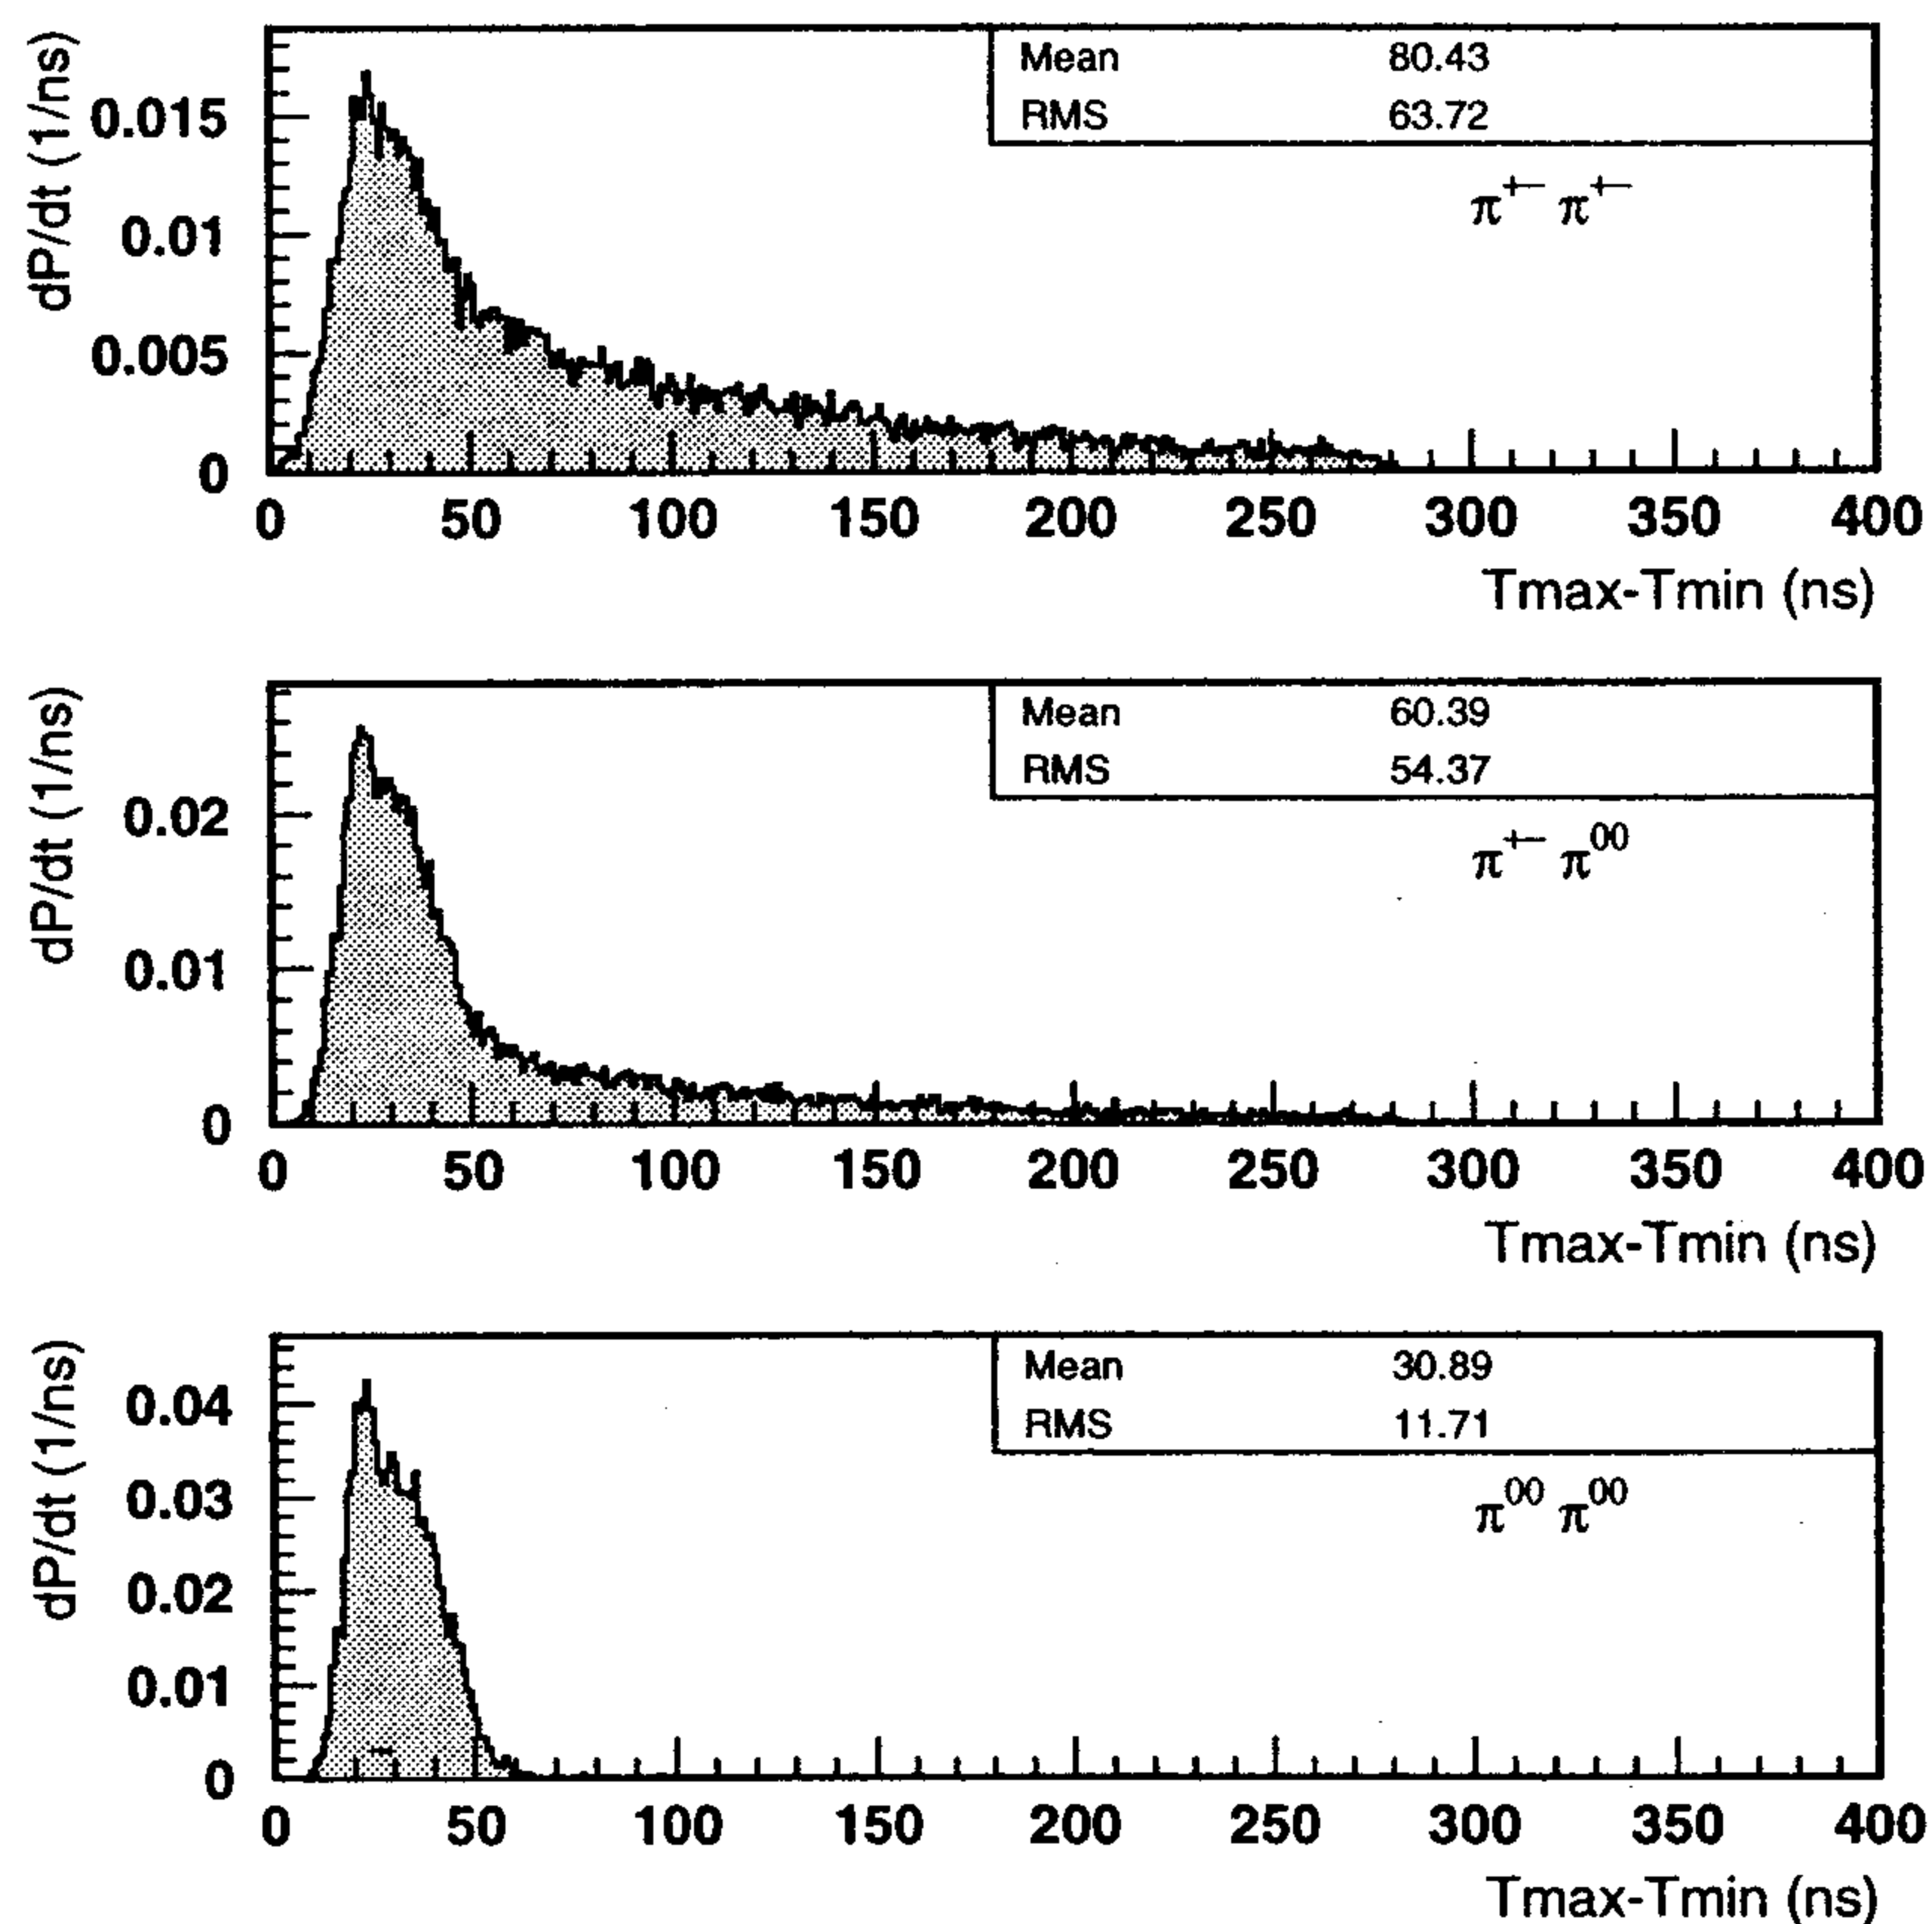 dP/dt (1/ns)
0.015
0.01
0.005
0
Mean 80.43
RMS 63.72
π⁺⁻ π⁺⁻
0 50 100 150 200 250 300 350 400
Tmax-Tmin (ns)
dP/dt (1/ns)
0.02
0.01
0
Mean 60.39
RMS 54.37
π⁺⁻ π⁰⁰
0 50 100 150 200 250 300 350 400
Tmax-Tmin (ns)
dP/dt (1/ns)
0.04
0.03
0.02
0.01
0
Mean 30.89
RMS 11.71
π⁰⁰ π⁰⁰
0 50 100 150 200 250 300 350 400
Tmax-Tmin (ns)